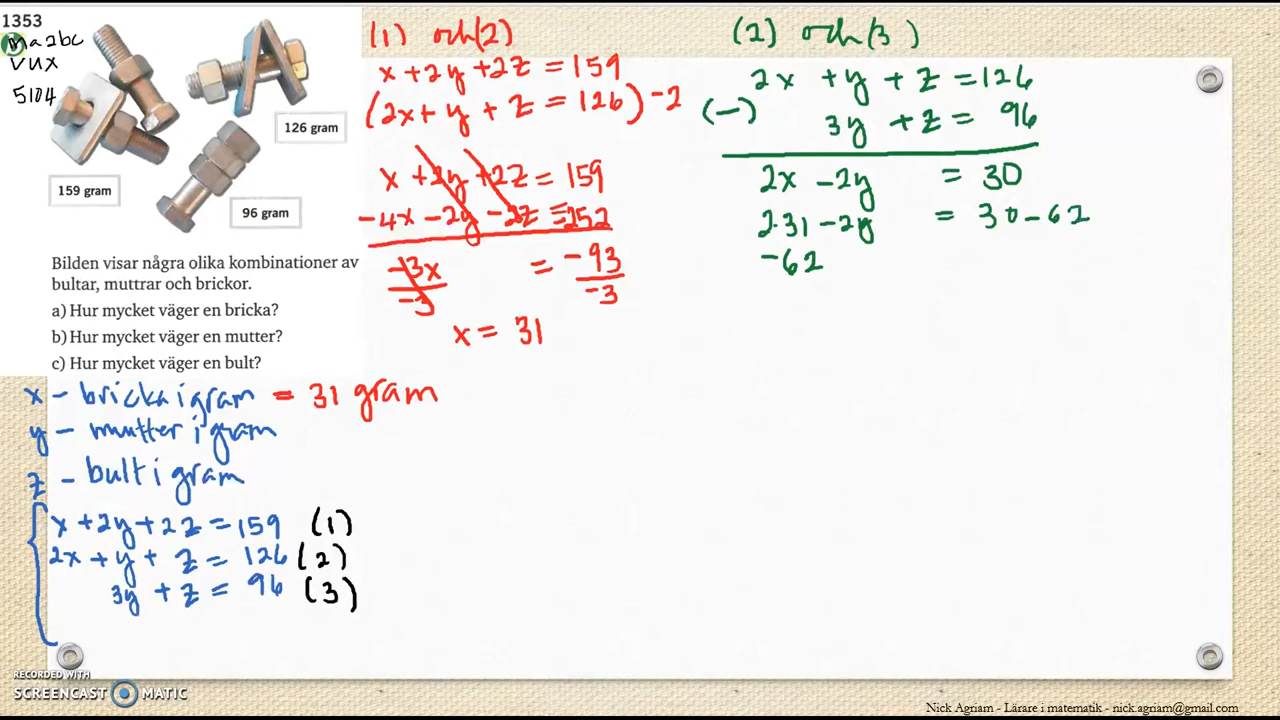 1353
ma2bc
vux
5104
126 gram
159 gram
96 gram
Bilden visar några olika kombinationer av
bultar, muttrar och brickor.
a) Hur mycket väger en bricka?
b) Hur mycket väger en mutter?
c) Hur mycket väger en bult?
x - bricka i gram = 31 gram
y - mutter i gram
z - bult i gram
x + 2y + 2z = 159 (1)
2x + y + z = 126 (2)
3y + z = 96 (3)
(1) och (2)
x + 2y + 2z = 159
(2x + y + z = 126) -2
x + 2y + 2z = 159
-4x - 2y - 2z = -252
-3x = -93
-3 -3
x = 31
(2) och (3)
2x + y + z = 126
(-) 3y + z = 96
2x - 2y = 30
2·31 - 2y = 30 - 62
-62
RECORDED WITH
SCREENCAST MATIC
Nick Agriam - Lärare i matematik - nick.agriam@gmail.com